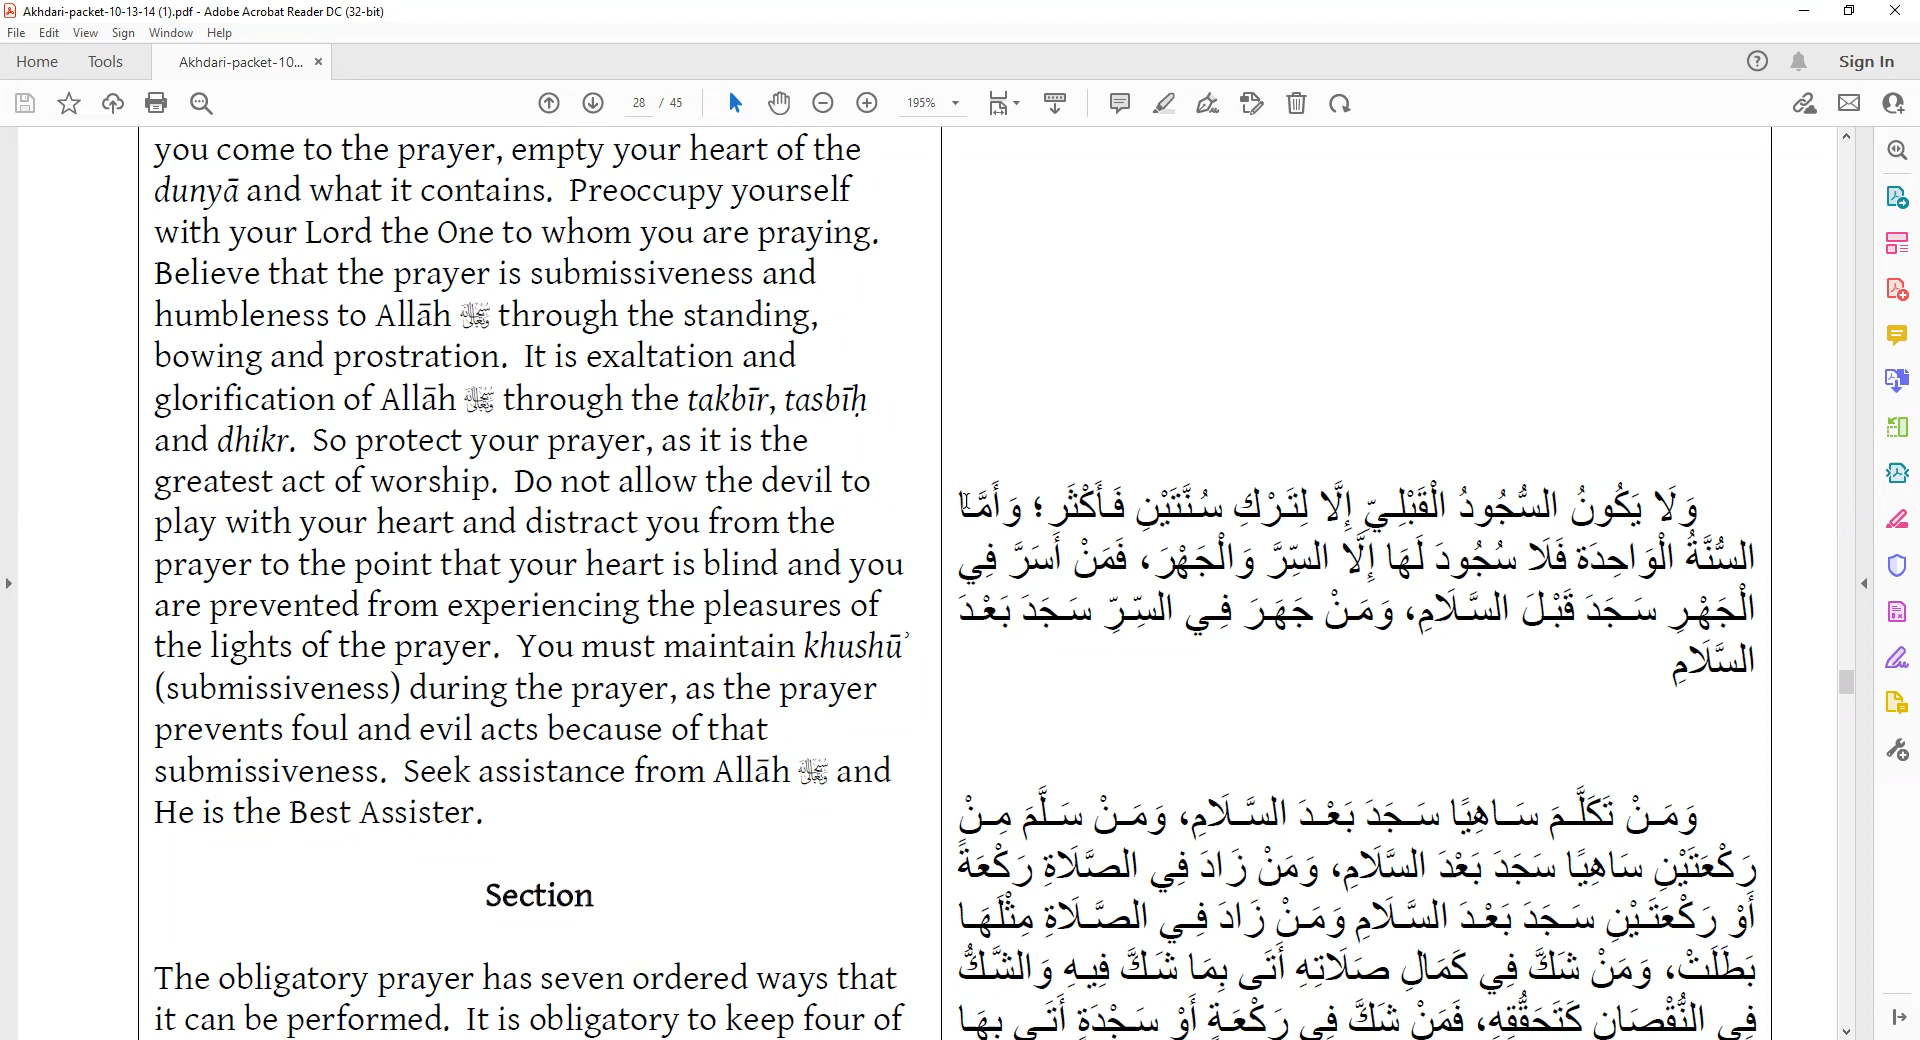 Akhdari-packet-10-13-14 (1).pdf - Adobe Acrobat Reader DC (32-bit)
File Edit View Sign Window Help
Home Tools Akhdari-packet-10... × Sign In
28 / 45 195%
you come to the prayer, empty your heart of the
dunyā and what it contains. Preoccupy yourself
with your Lord the One to whom you are praying.
Believe that the prayer is submissiveness and
humbleness to Allāh ﷻ through the standing,
bowing and prostration. It is exaltation and
glorification of Allāh through the takbīr, tasbīḥ
and dhikr. So protect your prayer, as it is the
greatest act of worship. Do not allow the devil to
play with your heart and distract you from the
prayer to the point that your heart is blind and you
are prevented from experiencing the pleasures of
the lights of the prayer. You must maintain khushūʾ
(submissiveness) during the prayer, as the prayer
prevents foul and evil acts because of that
submissiveness. Seek assistance from Allāh and
He is the Best Assister.
Section
The obligatory prayer has seven ordered ways that
it can be performed. It is obligatory to keep four of
وَلَا يَكُونُ السُّجُودُ الْقَبْلِيّ إِلَّا لِتَرْكِ سُنَّتَيْنِ فَأَكْثَرِ؛ وَأَمَّا
السُّنَّةُ الْوَاحِدَة فَلَا سُجُودَ لَهَا إِلَّا السِّرَّ وَالْجَهْرَ، فَمَنْ أَسَرَّ فِي
الْجَهْرِ سَجَدَ قَبْلَ السَّلَامِ، وَمَنْ جَهَرَ فِي السِّرِّ سَجَدَ بَعْدَ
السَّلَامِ
وَمَنْ تَكَلَّمَ سَاهِيًا سَجَدَ بَعْدَ السَّلَامِ، وَمَنْ سَلَّمَ مِنْ
رَكْعَتَيْنِ سَاهِيًا سَجَدَ بَعْدَ السَّلَامِ، وَمَنْ زَادَ فِي الصَّلَاةِ رَكْعَةً
أَوْ رَكْعَتَيْنِ سَجَدَ بَعْدَ السَّلَامِ وَمَنْ زَادَ فِي الصَّلَاةِ مِثْلَهَا
بَطَلَتْ، وَمَنْ شَكَّ فِي كَمَالِ صَلَاتِهِ أَتَى بِمَا شَكَّ فِيهِ وَالشَّكُّ
فِي النُّقْصَانِ كَتَحَقُّقِهِ، فَمَنْ شَكَّ فِي رَكْعَةٍ أَوْ سَجْدَةٍ أَتَى بِهَا